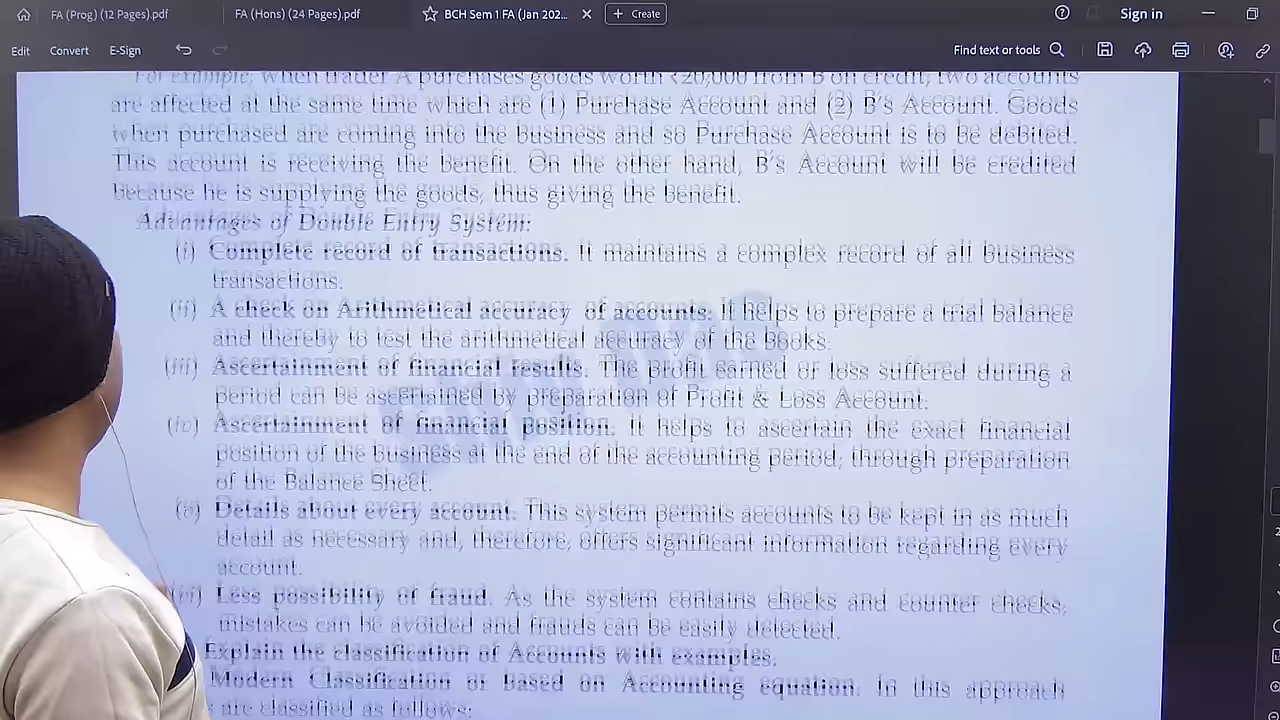 FA (Prog) (12 Pages).pdf
FA (Hons) (24 Pages).pdf
BCH Sem 1 FA (Jan 202...
Create
Sign in
Edit
Convert
E-Sign
Find text or tools
For example, when trader A purchases goods worth ₹20,000 from B on credit, two accounts
are affected at the same time which are (1) Purchase Account and (2) B's Account. Goods
when purchased are coming into the business and so Purchase Account is to be debited.
This account is receiving the benefit. On the other hand, B's Account will be credited
because he is supplying the goods, thus giving the benefit.
Advantages of Double Entry System:
(i) Complete record of transactions. It maintains a complex record of all business
transactions.
(ii) A check on Arithmetical accuracy of accounts. It helps to prepare a trial balance
and thereby to test the arithmetical accuracy of the books.
(iii) Ascertainment of financial results. The profit earned or loss suffered during a
period can be ascertained by preparation of Profit & Loss Account.
(iv) Ascertainment of financial position. It helps to ascertain the exact financial
position of the business at the end of the accounting period, through preparation
of the Balance Sheet.
(v) Details about every account. This system permits accounts to be kept in as much
detail as necessary and, therefore, offers significant information regarding every
account.
(vi) Less possibility of fraud. As the system contains checks and counter checks,
mistakes can be avoided and frauds can be easily detected.
Explain the classification of Accounts with examples.
Modern Classification or based on Accounting equation. In this approach
are classified as follows: